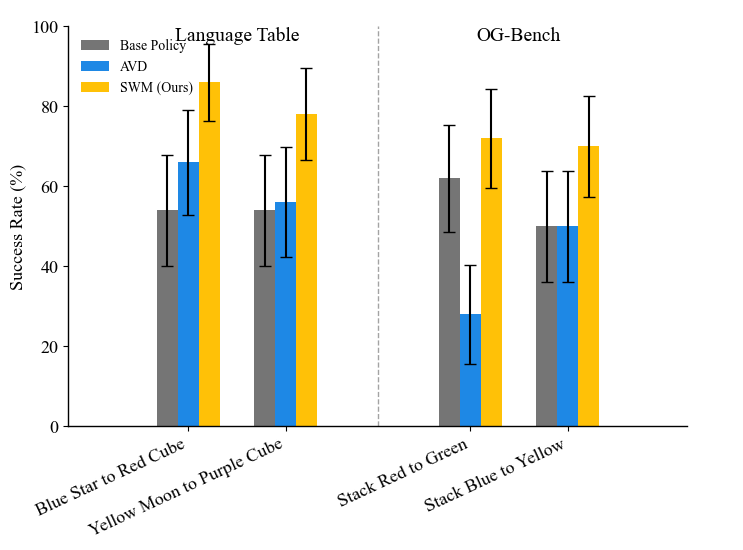 Language Table
OG-Bench
Base Policy
AVD
SWM (Ours)
Success Rate (%)
100
80
60
40
20
0
Blue Star to Red Cube
Yellow Moon to Purple Cube
Stack Red to Green
Stack Blue to Yellow